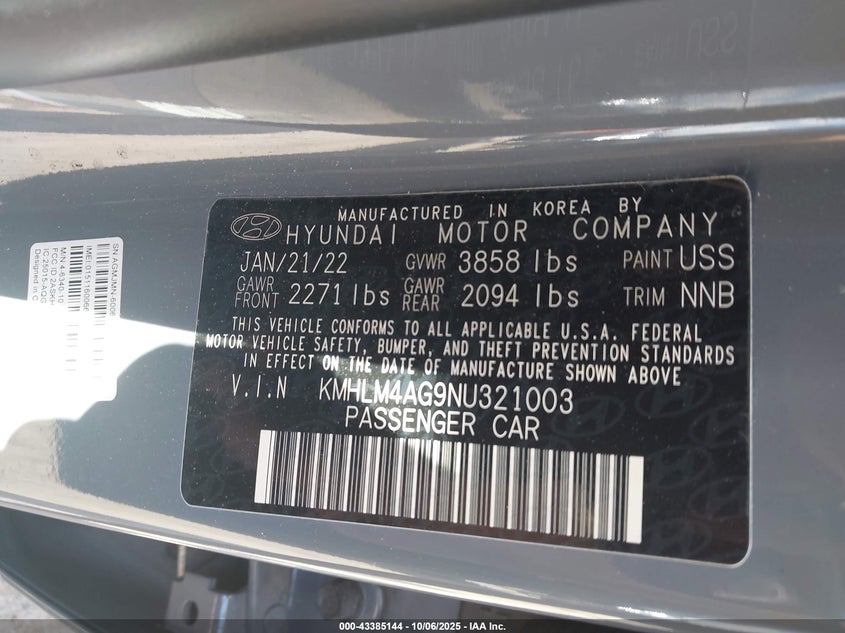 MANUFACTURED IN KOREA BY
HYUNDAI MOTOR COMPANY
JAN/21/22 GVWR 3858 lbs PAINT USS
GAWR FRONT 2271 lbs GAWR REAR 2094 lbs TRIM NNB
THIS VEHICLE CONFORMS TO ALL APPLICABLE U.S.A. FEDERAL
MOTOR VEHICLE SAFETY, BUMPER, AND THEFT PREVENTION STANDARDS
IN EFFECT ON THE DATE OF MANUFACTURE SHOWN ABOVE
V.I.N KMHLM4AG9NU321003
PASSENGER CAR
000-43385144 - 10/06/2025 - IAA Inc.